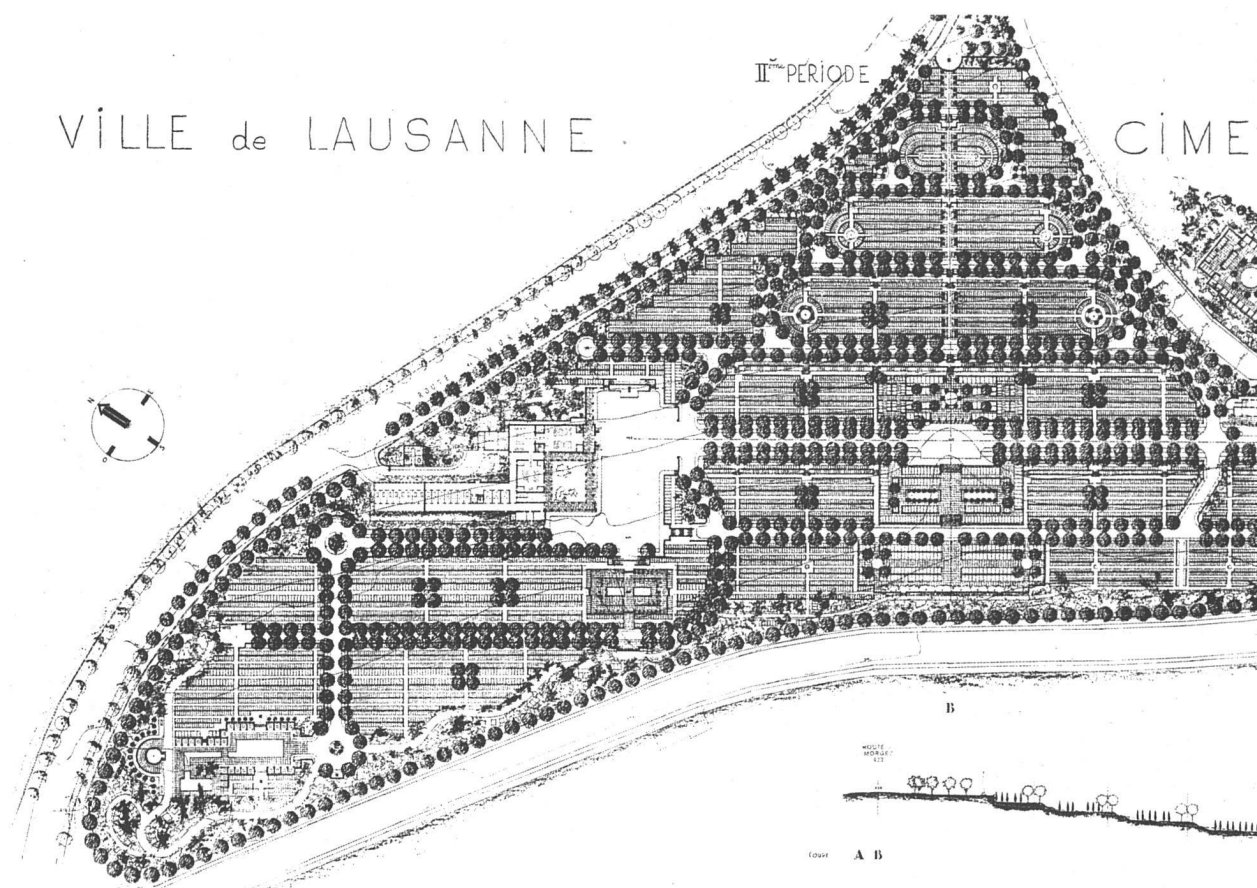 IIème PÉRIODE
VILLE de LAUSANNE
CIME
N
S
O
B
ROUTE
MORGES
Coupe A B